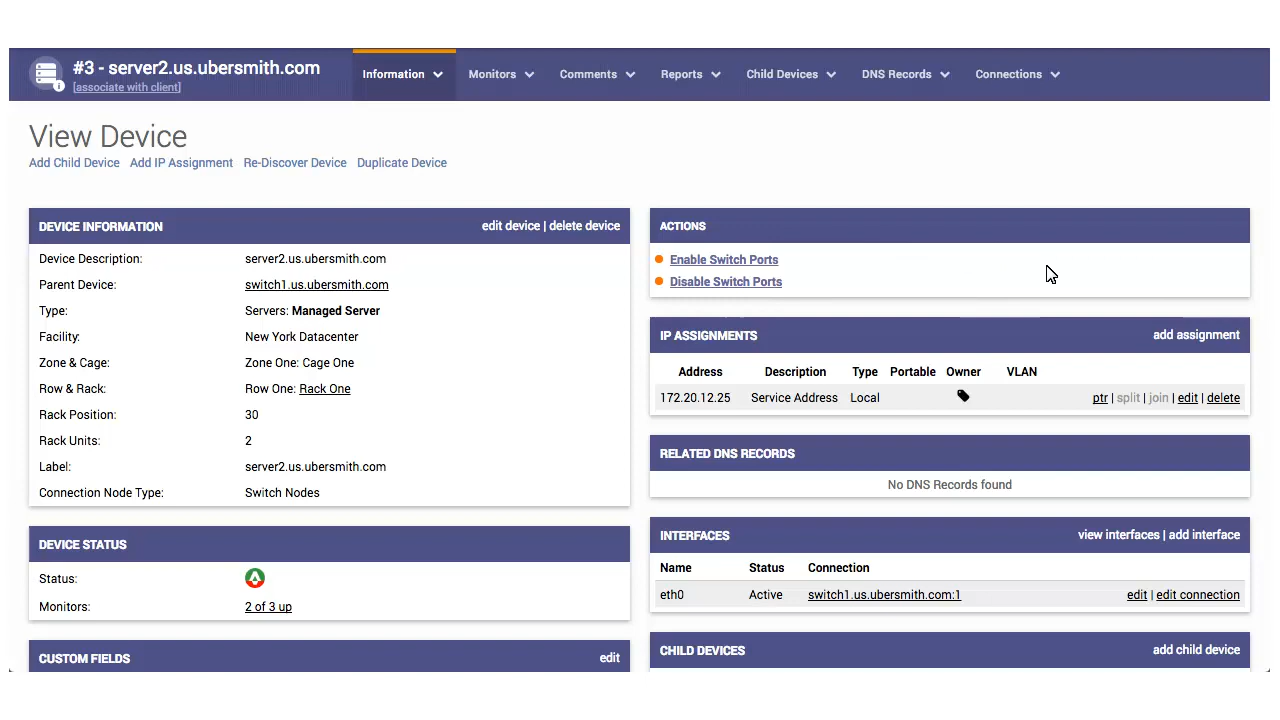 #3 - server2.us.ubersmith.com
[associate with client]
Information
Monitors
Comments
Reports
Child Devices
DNS Records
Connections
View Device
Add Child Device Add IP Assignment Re-Discover Device Duplicate Device
DEVICE INFORMATION edit device | delete device
Device Description: server2.us.ubersmith.com
Parent Device: switch1.us.ubersmith.com
Type: Servers: Managed Server
Facility: New York Datacenter
Zone & Cage: Zone One: Cage One
Row & Rack: Row One: Rack One
Rack Position: 30
Rack Units: 2
Label: server2.us.ubersmith.com
Connection Node Type: Switch Nodes
DEVICE STATUS
Status:
Monitors: 2 of 3 up
CUSTOM FIELDS edit
ACTIONS
Enable Switch Ports
Disable Switch Ports
IP ASSIGNMENTS add assignment
Address Description Type Portable Owner VLAN
172.20.12.25 Service Address Local ptr | split | join | edit | delete
RELATED DNS RECORDS
No DNS Records found
INTERFACES view interfaces | add interface
Name Status Connection
eth0 Active switch1.us.ubersmith.com:1 edit | edit connection
CHILD DEVICES add child device